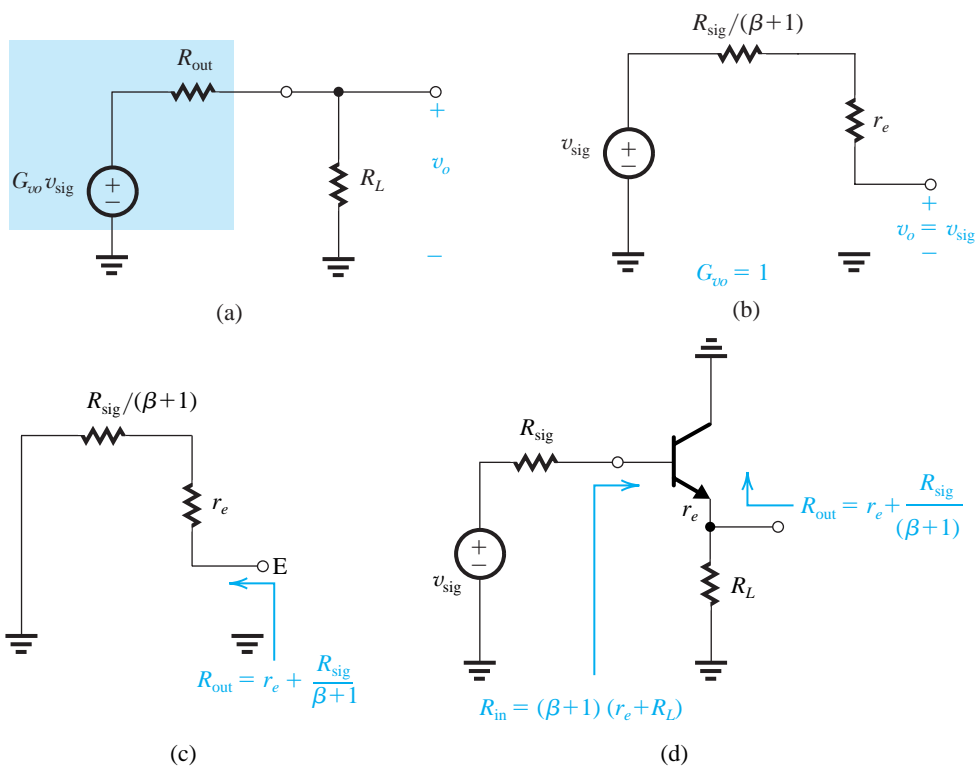 R_out
G_vo v_sig
+
−
R_L
+
v_o
−
(a)
R_sig/(β+1)
v_sig
+
−
r_e
+
v_o = v_sig
−
G_vo = 1
(b)
R_sig/(β+1)
r_e
E
R_out = r_e + R_sig/β+1
(c)
R_sig
v_sig
+
−
r_e
R_L
R_out = r_e + R_sig/(β+1)
R_in = (β+1) (r_e+R_L)
(d)